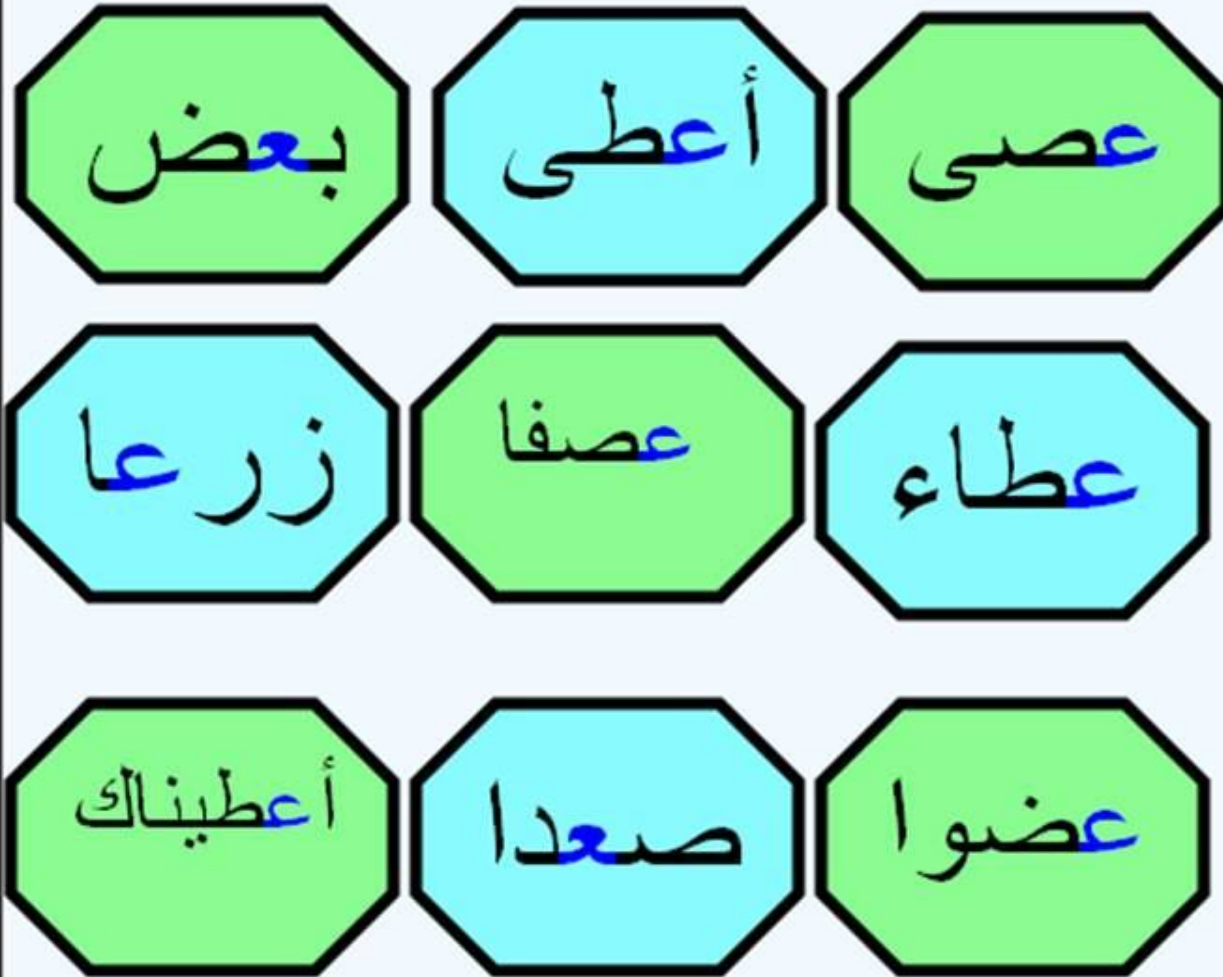 عصى
أعطى
بعض
عطاء
عصفا
زرعا
عضوا
صعدا
أعطيناك